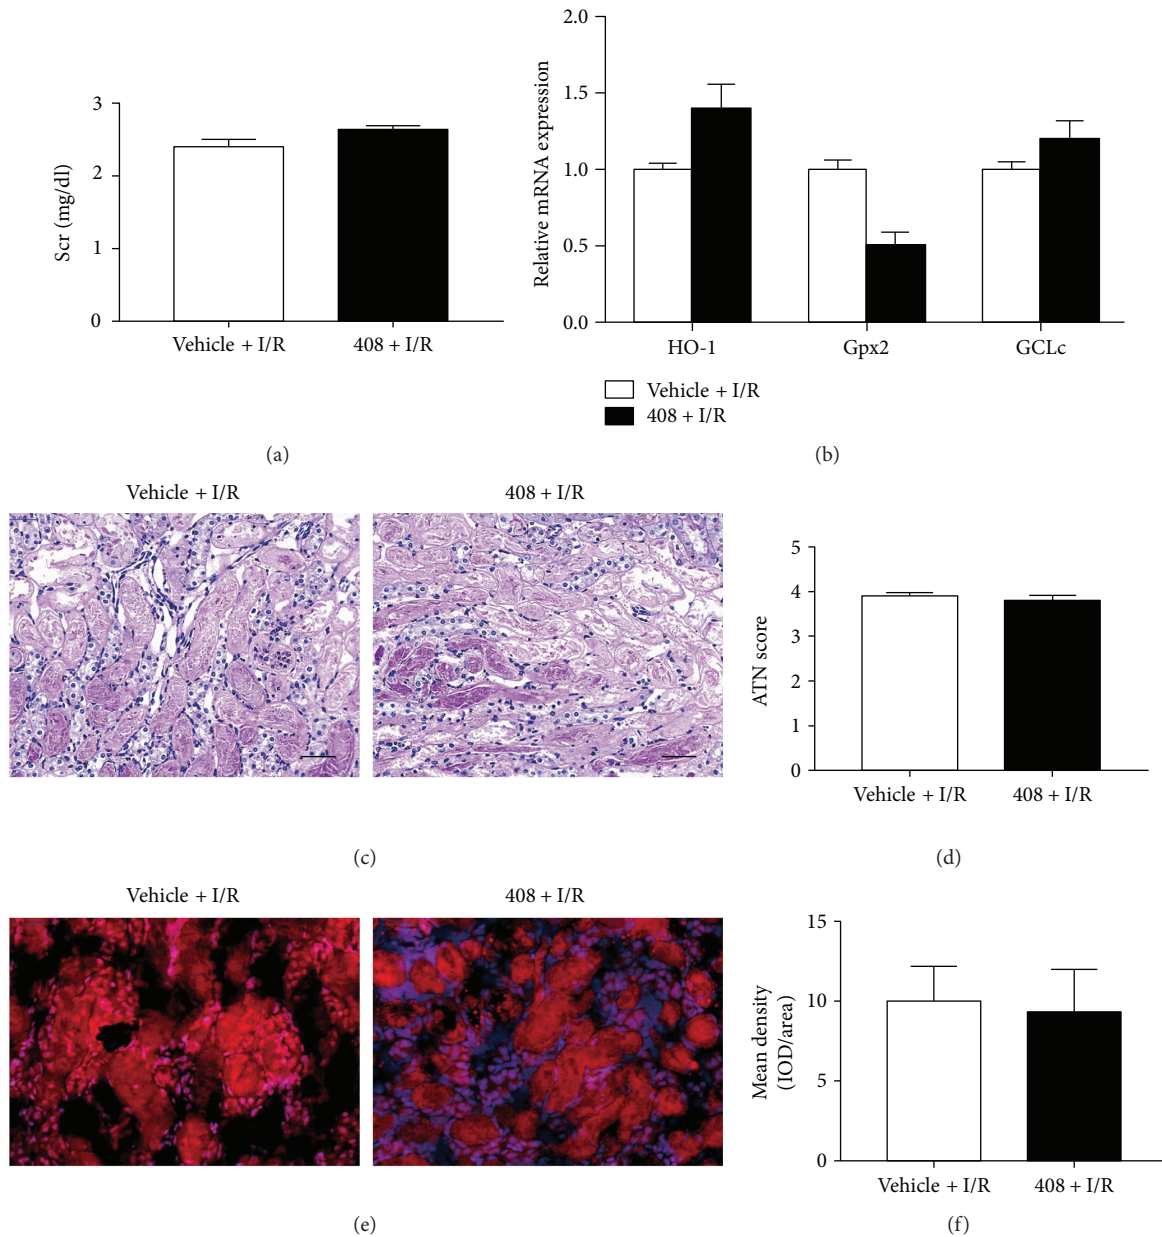 3
2
1
0
Scr (mg/dl)
Vehicle + I/R
408 + I/R
(a)
2.0
1.5
1.0
0.5
0.0
Relative mRNA expression
HO-1
Gpx2
GCLc
Vehicle + I/R
408 + I/R
(b)
Vehicle + I/R
408 + I/R
(c)
5
4
3
2
1
0
ATN score
Vehicle + I/R
408 + I/R
(d)
Vehicle + I/R
408 + I/R
(e)
15
10
5
0
Mean density
(IOD/area)
Vehicle + I/R
408 + I/R
(f)